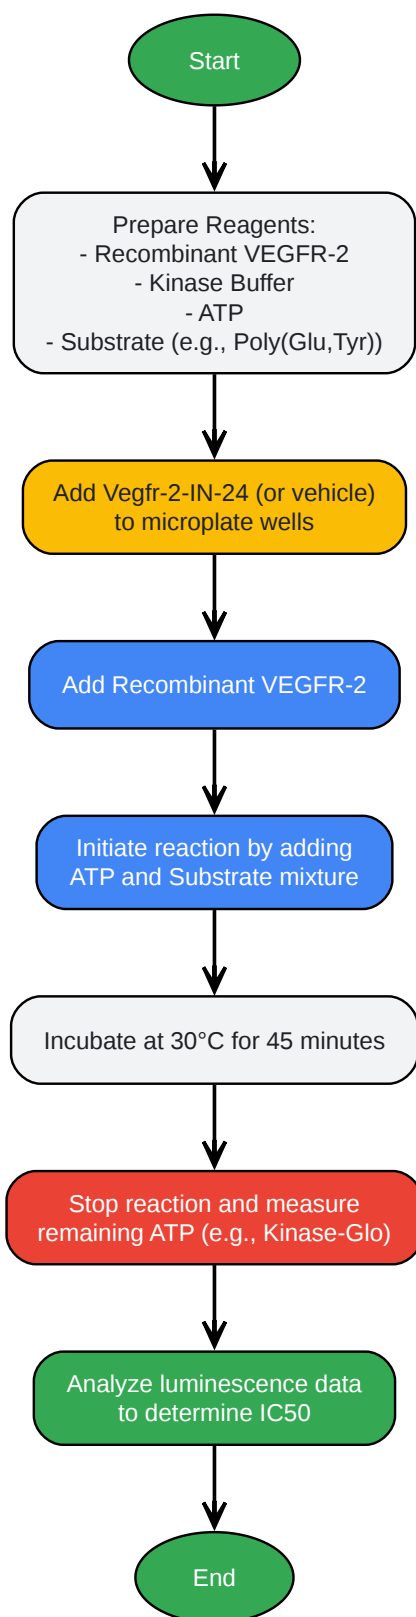 Start
Prepare Reagents:
- Recombinant VEGFR-2
- Kinase Buffer
- ATP
- Substrate (e.g., Poly(Glu,Tyr))
Add Vegfr-2-IN-24 (or vehicle)
to microplate wells
Add Recombinant VEGFR-2
Initiate reaction by adding
ATP and Substrate mixture
Incubate at 30°C for 45 minutes
Stop reaction and measure
remaining ATP (e.g., Kinase-Glo)
Analyze luminescence data
to determine IC50
End